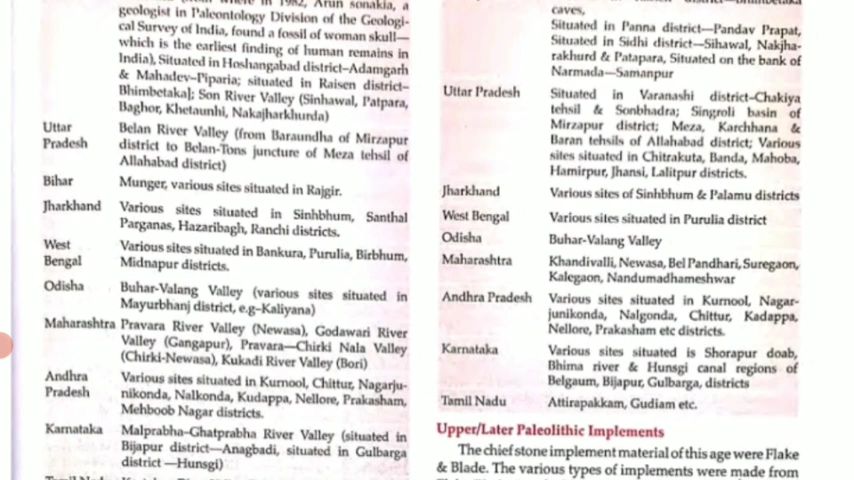 in 1982, Arun sonakia, a
geologist in Paleontology Division of the Geologi-
cal Survey of India, found a fossil of woman skull—
which is the earliest finding of human remains in
India), Situated in Hoshangabad district–Adamgarh
& Mahadev–Piparia; situated in Raisen district–
Bhimbetaka]; Son River Valley (Sinhawal, Patpara,
Baghor, Khetaunhi, Nakajharkhurda)
Uttar Belan River Valley (from Baraundha of Mirzapur
Pradesh district to Belan-Tons juncture of Meza tehsil of
Allahabad district)
Bihar Munger, various sites situated in Rajgir.
Jharkhand Various sites situated in Sinhbhum, Santhal
Parganas, Hazaribagh, Ranchi districts.
West Various sites situated in Bankura, Purulia, Birbhum,
Bengal Midnapur districts.
Odisha Buhar-Valang Valley (various sites situated in
Mayurbhanj district, e.g–Kaliyana)
Maharashtra Pravara River Valley (Newasa), Godawari River
Valley (Gangapur), Pravara—Chirki Nala Valley
(Chirki-Newasa), Kukadi River Valley (Bori)
Andhra Various sites situated in Kurnool, Chittur, Nagarju-
Pradesh nikonda, Nalkonda, Kudappa, Nellore, Prakasham,
Mehboob Nagar districts.
Karnataka Malprabha–Ghatprabha River Valley (situated in
Bijapur district—Anagbadi, situated in Gulbarga
district —Hunsgi)
caves,
Situated in Panna district—Pandav Prapat,
Situated in Sidhi district—Sihawal, Nakjha-
rakhurd & Patapara, Situated on the bank of
Narmada—Samanpur
Uttar Pradesh Situated in Varanashi district–Chakiya
tehsil & Sonbhadra; Singroli basin of
Mirzapur district; Meza, Karchhana &
Baran tehsils of Allahabad district; Various
sites situated in Chitrakuta, Banda, Mahoba,
Hamirpur, Jhansi, Lalitpur districts.
Jharkhand Various sites of Sinhbhum & Palamu districts
West Bengal Various sites situated in Purulia district
Odisha Buhar-Valang Valley
Maharashtra Khandivalli, Newasa, Bel Pandhari, Suregaon,
Kalegaon, Nandumadhameshwar
Andhra Pradesh Various sites situated in Kurnool, Nagar-
junikonda, Nalgonda, Chittur, Kadappa,
Nellore, Prakasham etc districts.
Karnataka Various sites situated is Shorapur doab,
Bhima river & Hunsgi canal regions of
Belgaum, Bijapur, Gulbarga, districts
Tamil Nadu Attirapakkam, Gudiam etc.
Upper/Later Paleolithic Implements
The chief stone implement material of this age were Flake
& Blade. The various types of implements were made from